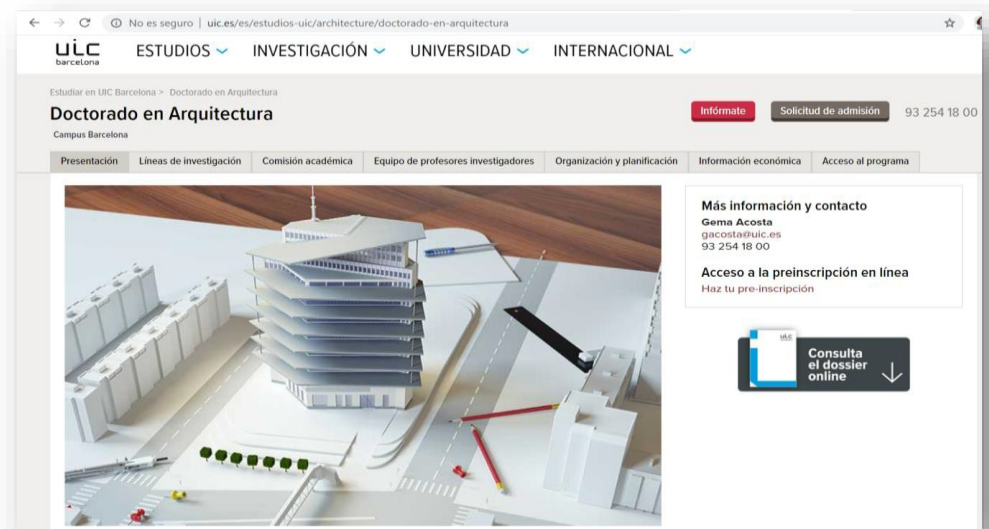 No es seguro | uic.es/es/estudios-uic/architecture/doctorado-en-arquitectura
uic
barcelona
ESTUDIOS
INVESTIGACIÓN
UNIVERSIDAD
INTERNACIONAL
Estudiar en UIC Barcelona > Doctorado en Arquitectura
Doctorado en Arquitectura
Campus Barcelona
Infórmate
Solicitud de admisión
93 254 18 00
Presentación
Líneas de investigación
Comisión académica
Equipo de profesores investigadores
Organización y planificación
Información económica
Acceso al programa
Más información y contacto
Gema Acosta
gacosta@uic.es
93 254 18 00
Acceso a la preinscripción en línea
Haz tu pre-inscripción
uic
Consulta
el dossier
online